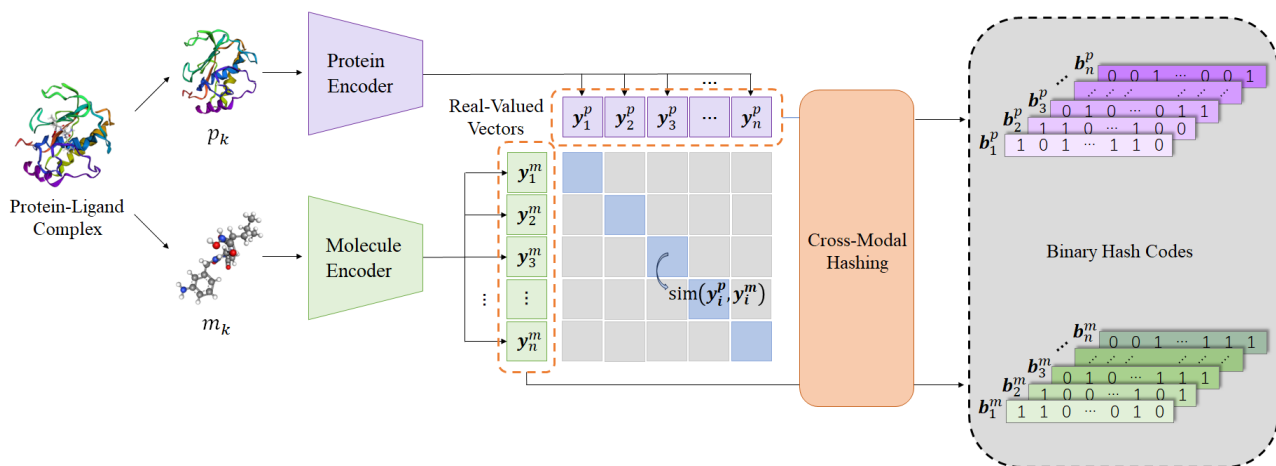 Protein-Ligand
Complex
p_k
m_k
Protein
Encoder
Molecule
Encoder
Real-Valued
Vectors
...
y_1^p y_2^p y_3^p ... y_n^p
y_1^m
y_2^m
y_3^m
⋮ ⋮
y_n^m
sim(y_i^p, y_i^m)
Cross-Modal
Hashing
b_n^p 0 0 1 ... 0 0 1
...
b_3^p 0 1 0 ... 0 1 1
b_2^p 1 1 0 ... 1 0 0
b_1^p 1 0 1 ... 1 1 0
Binary Hash Codes
b_n^m 0 0 1 ... 1 1 1
...
b_3^m 0 1 0 ... 1 1 1
b_2^m 1 0 0 ... 1 0 1
b_1^m 1 1 0 ... 0 1 0